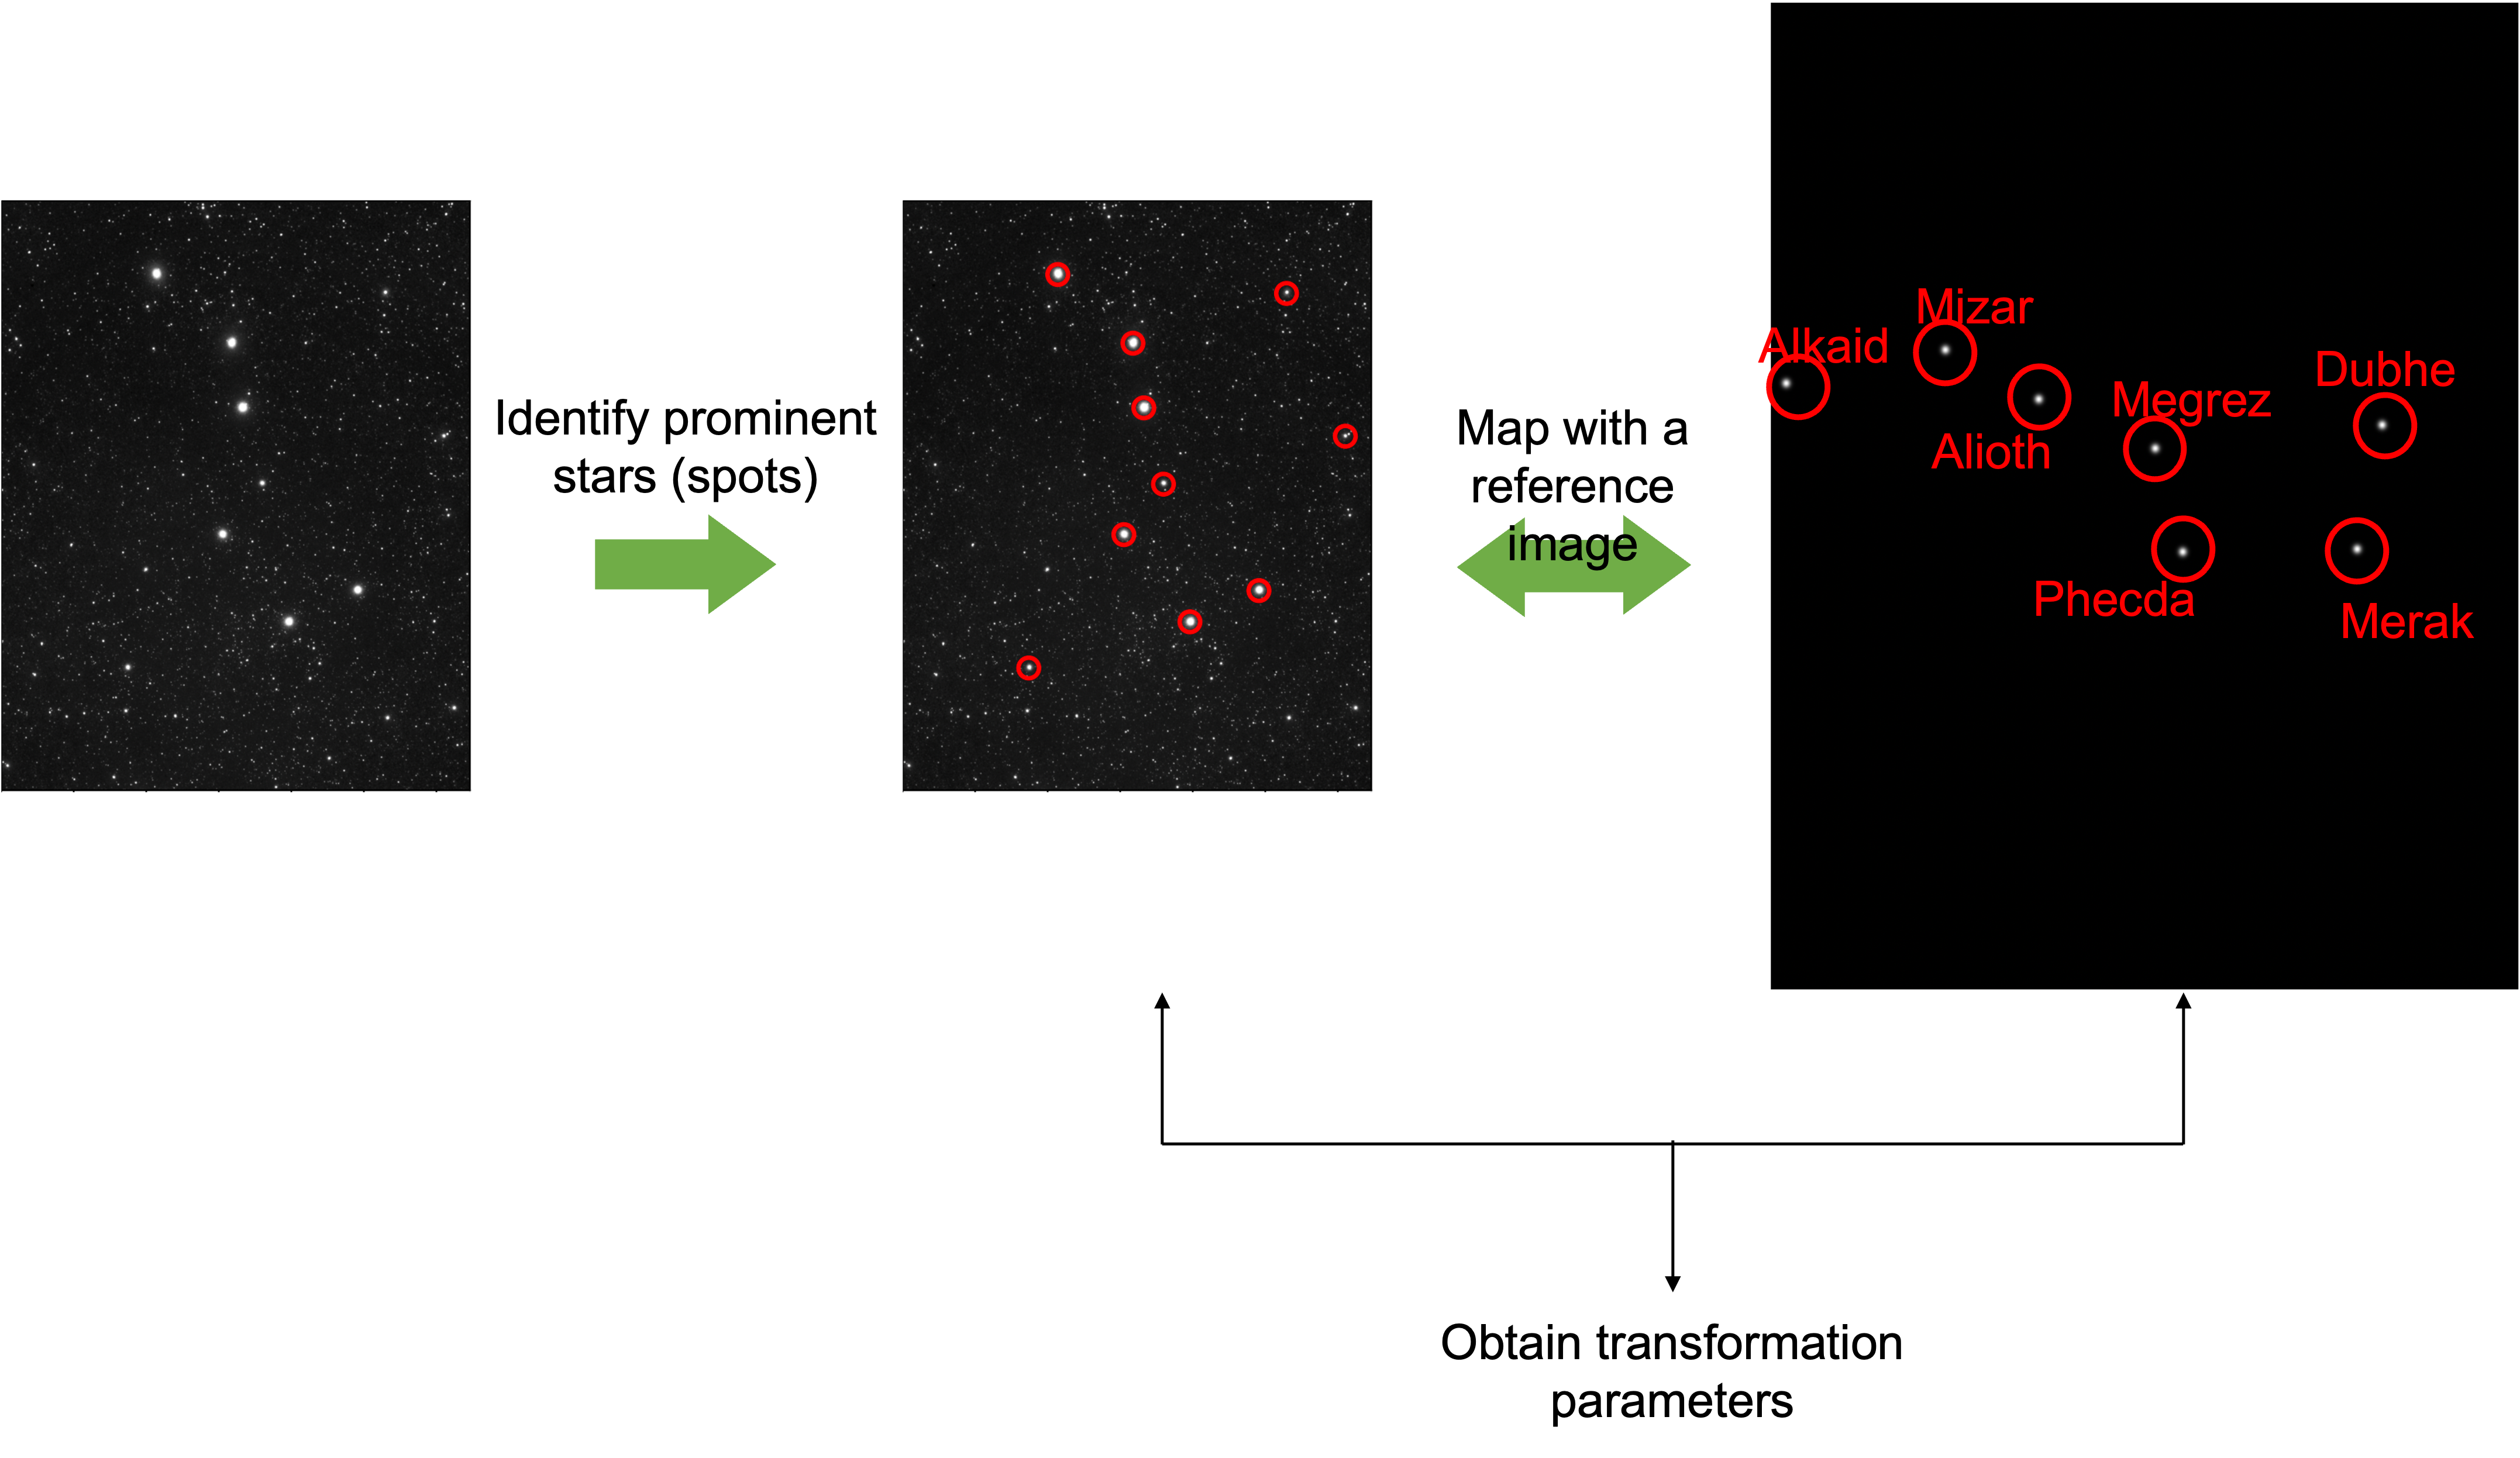 Identify prominent
stars (spots)
Map with a
reference
image
Mizar
Alkaid
Dubhe
Megrez
Alioth
Phecda
Merak
Obtain transformation
parameters